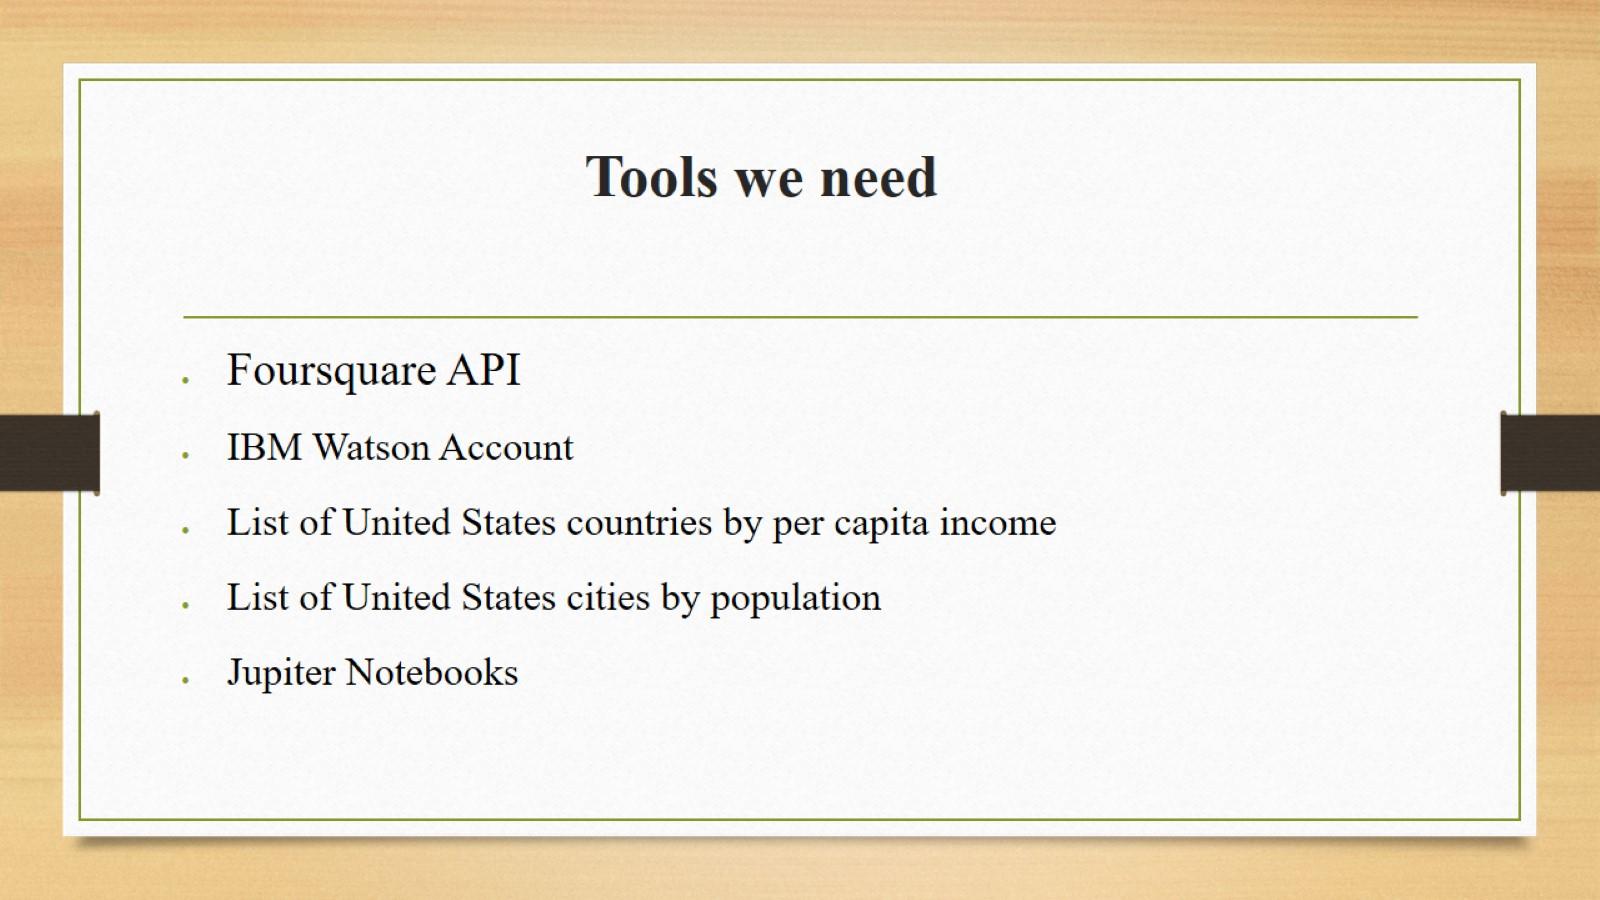 Tools we need
Foursquare API
IBM Watson Account
List of United States countries by per capita income
List of United States cities by population
Jupiter Notebooks